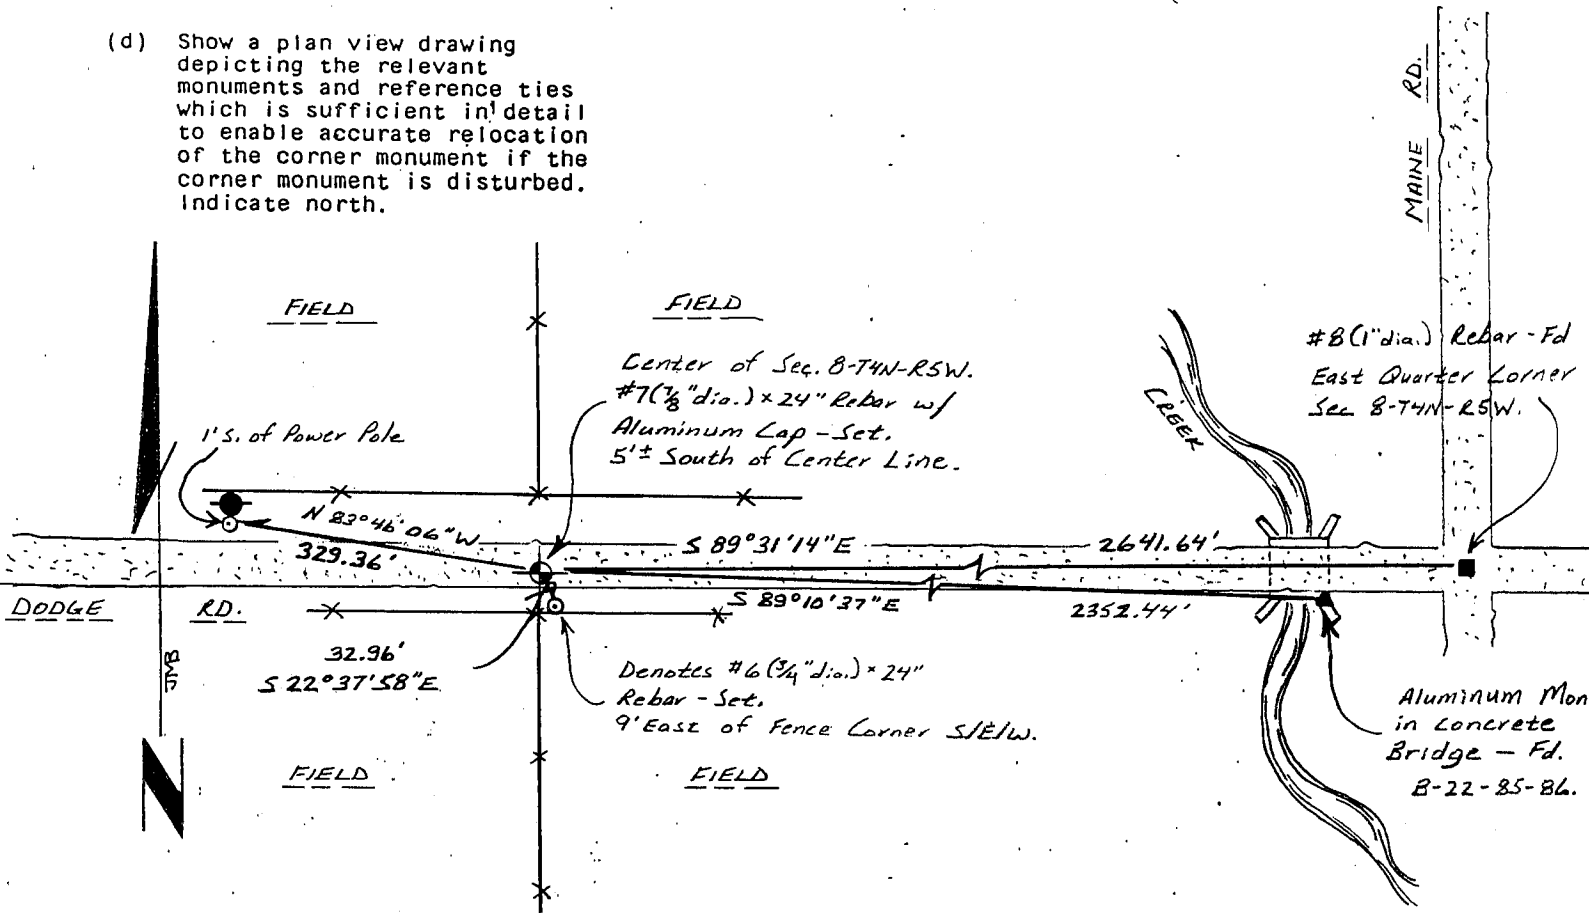 (d) Show a plan view drawing
depicting the relevant
monuments and reference ties
which is sufficient in detail
to enable accurate relocation
of the corner monument if the
corner monument is disturbed.
Indicate north.
MAINE RD.
FIELD
FIELD
Center of Sec. 8-T4N-R5W.
#7(7/8"dia.) x 24" Rebar w/
Aluminum Cap - Set.
5'± South of Center Line.
#8 (1"dia.) Rebar - Fd
East Quarter Corner
Sec 8-T4N-R5W.
CREEK
1' S. of Power Pole
N 83°46'06"W
329.36'
S 89°31'14"E
2641.64'
S 89°10'37"E
2352.44'
DODGE RD.
32.96'
S 22°37'58"E
Denotes #6 (3/4"dia.) x 24"
Rebar - Set.
9' East of Fence Corner S/E/W.
Aluminum Mon
in Concrete
Bridge - Fd.
B-22-85-86.
JMB
N
FIELD
FIELD